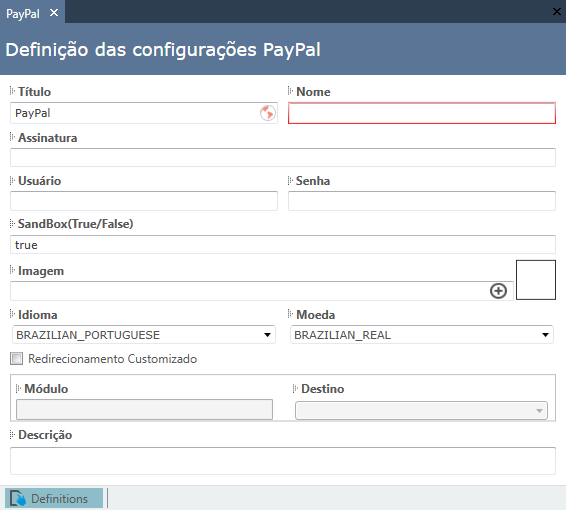 PayPal
Definição das configurações PayPal
Título
Nome
PayPal
Assinatura
Usuário
Senha
SandBox(True/False)
true
Imagem
Idioma
Moeda
BRAZILIAN_PORTUGUESE
BRAZILIAN_REAL
Redirecionamento Customizado
Módulo
Destino
Descrição
Definitions